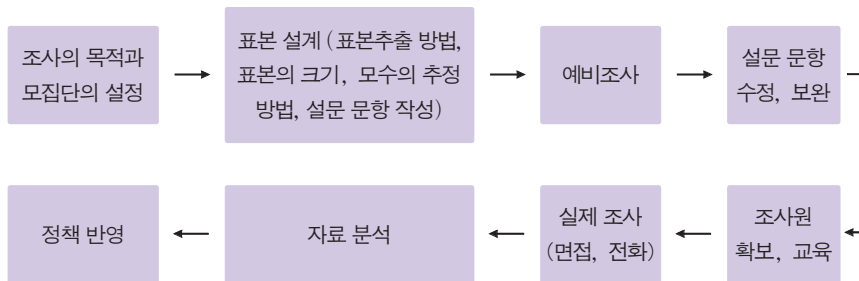 조사의 목적과
모집단의 설정
표본 설계 (표본추출 방법,
표본의 크기, 모수의 추정
방법, 설문 문항 작성)
예비조사
설문 문항
수정, 보완
조사원
확보, 교육
실제 조사
(면접, 전화)
자료 분석
정책 반영